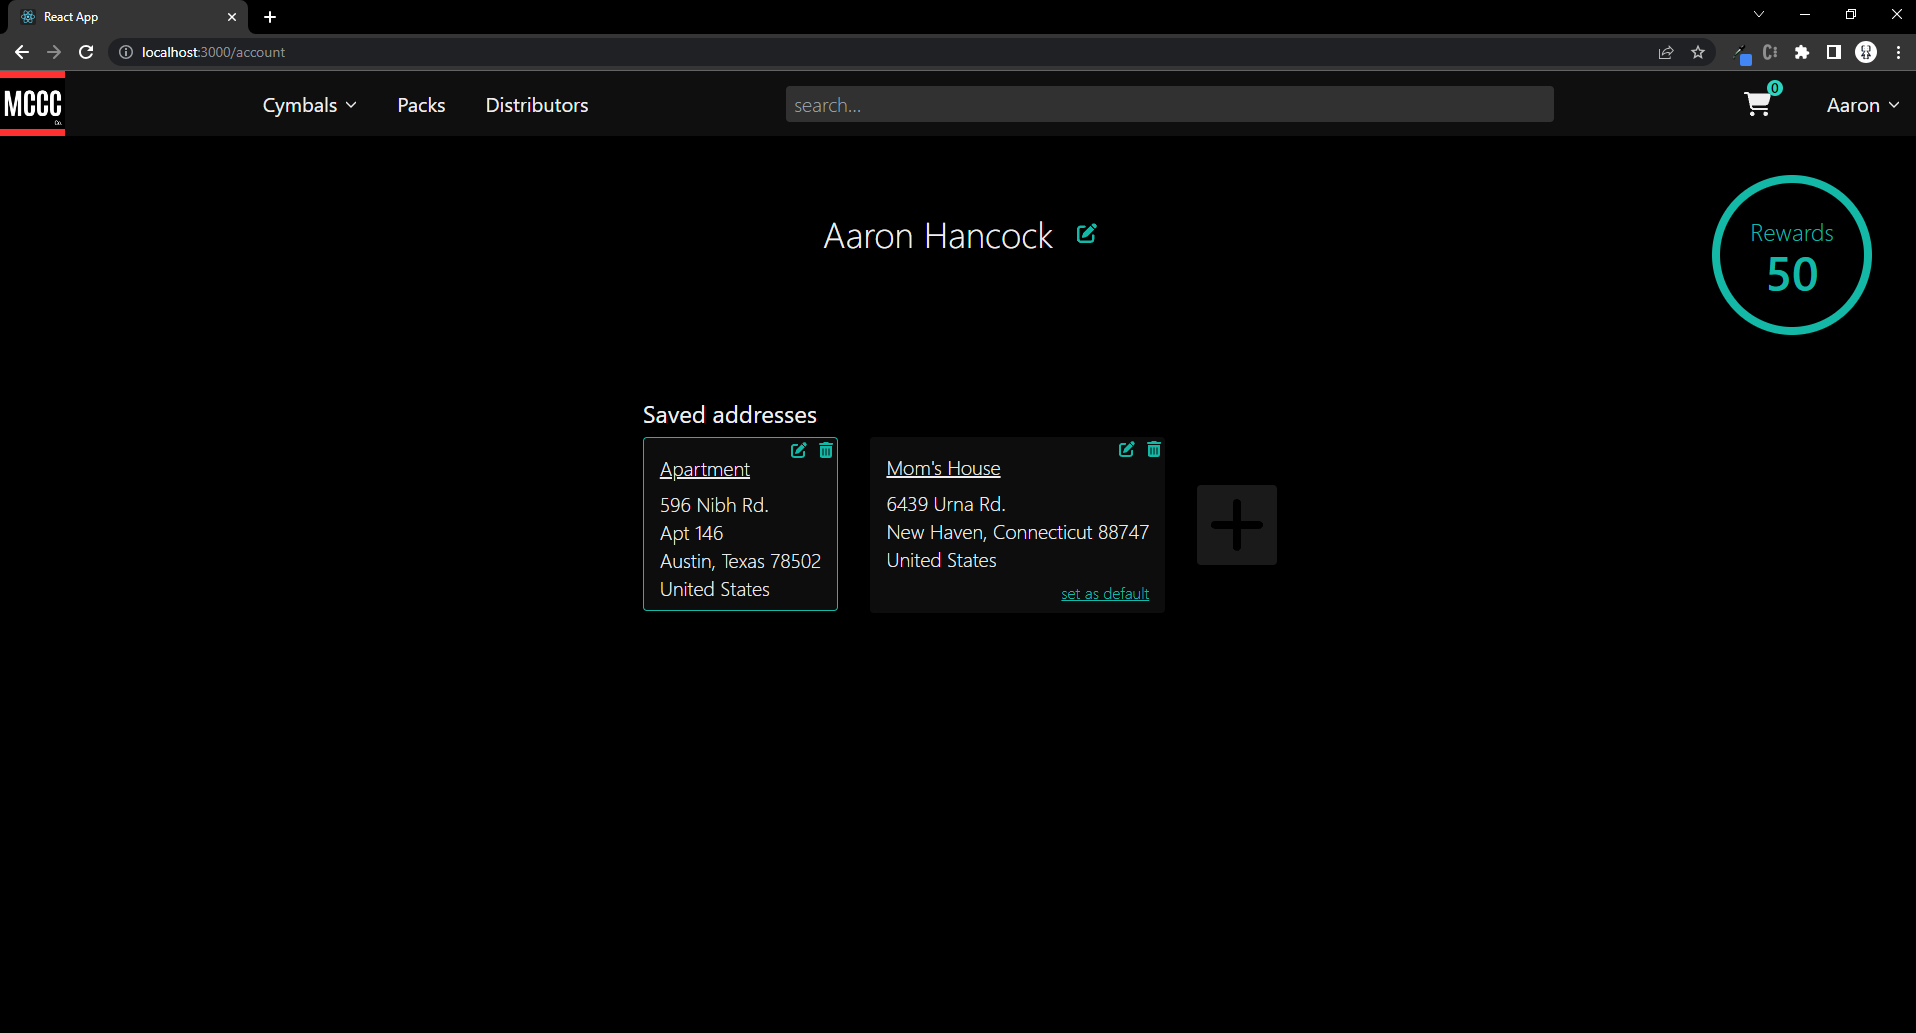 React App
localhost:3000/account
MCCC
Co.
Cymbals
Packs
Distributors
search...
0
Aaron
Aaron Hancock
Rewards
50
Saved addresses
Apartment
596 Nibh Rd.
Apt 146
Austin, Texas 78502
United States
Mom's House
6439 Urna Rd.
New Haven, Connecticut 88747
United States
set as default